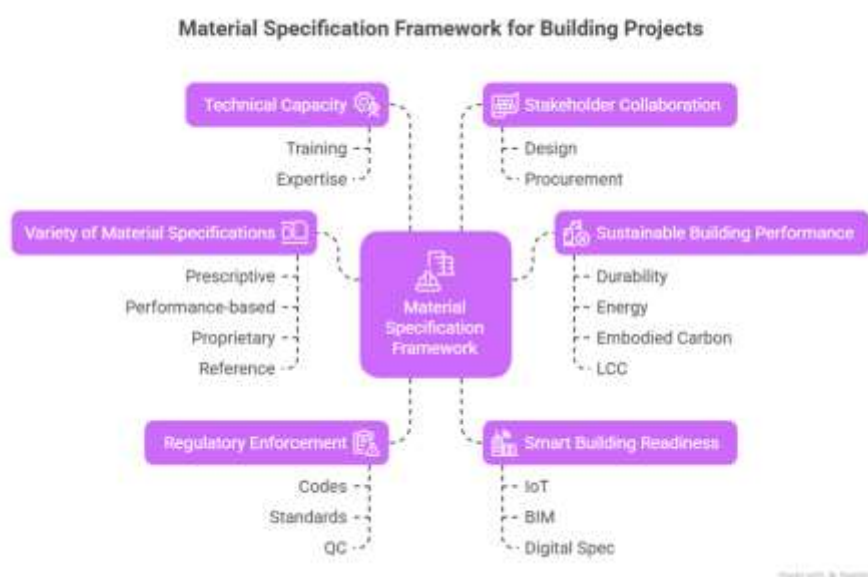 Material Specification Framework for Building Projects
Technical Capacity
Training
Expertise
Stakeholder Collaboration
Design
Procurement
Variety of Material Specifications
Prescriptive
Performance-based
Proprietary
Reference
Material
Specification
Framework
Sustainable Building Performance
Durability
Energy
Embodied Carbon
LCC
Regulatory Enforcement
Codes
Standards
QC
Smart Building Readiness
IoT
BIM
Digital Spec